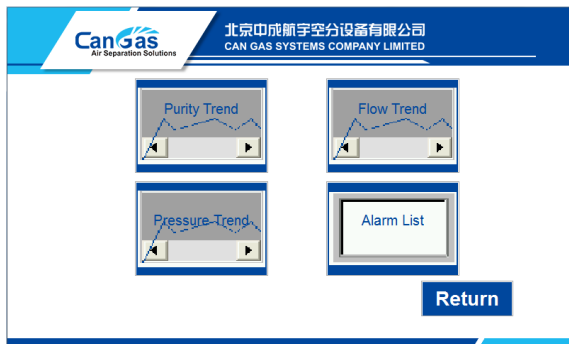 CanGas
Air Separation Solutions
北京中成航宇空分设备有限公司
CAN GAS SYSTEMS COMPANY LIMITED
Purity Trend
Flow Trend
Pressure Trend
Alarm List
Return